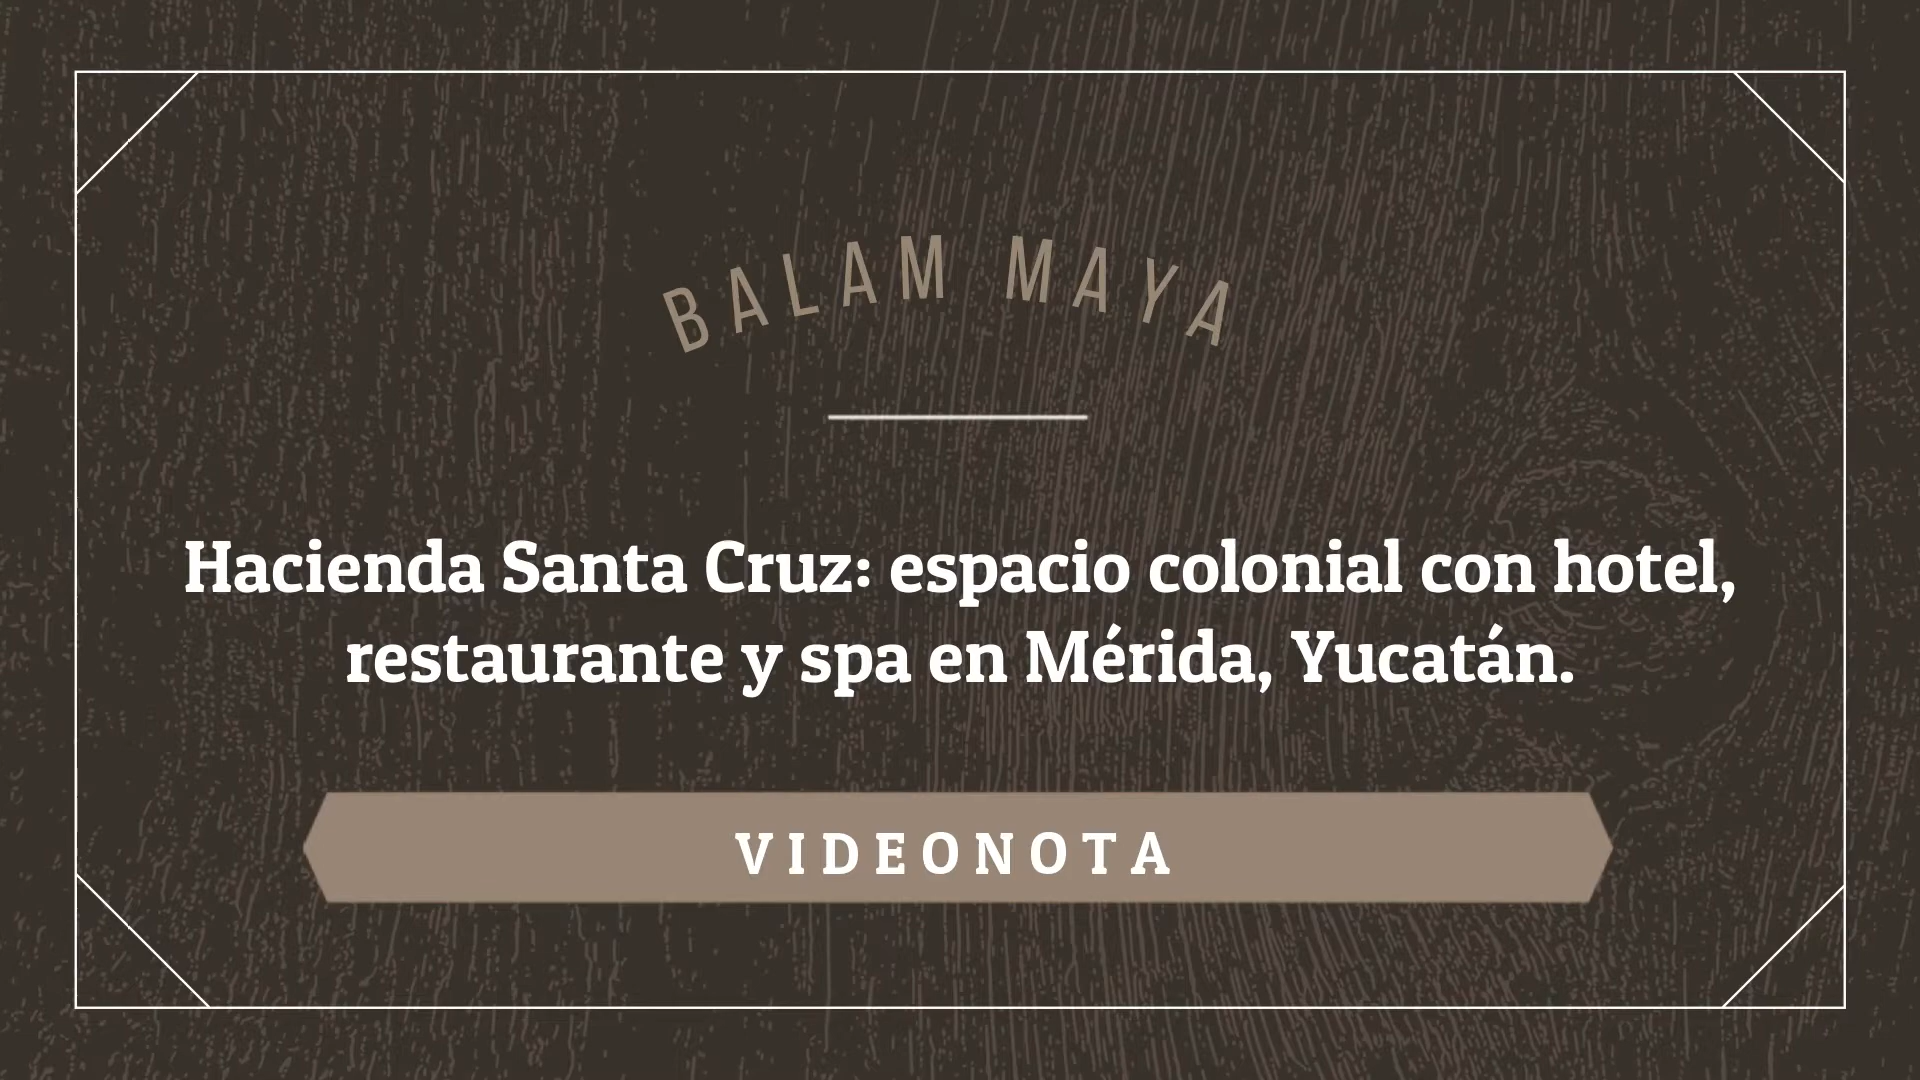 BALAM MAYA
Hacienda Santa Cruz: espacio colonial con hotel,
restaurante y spa en Mérida, Yucatán.
VIDEONOTA